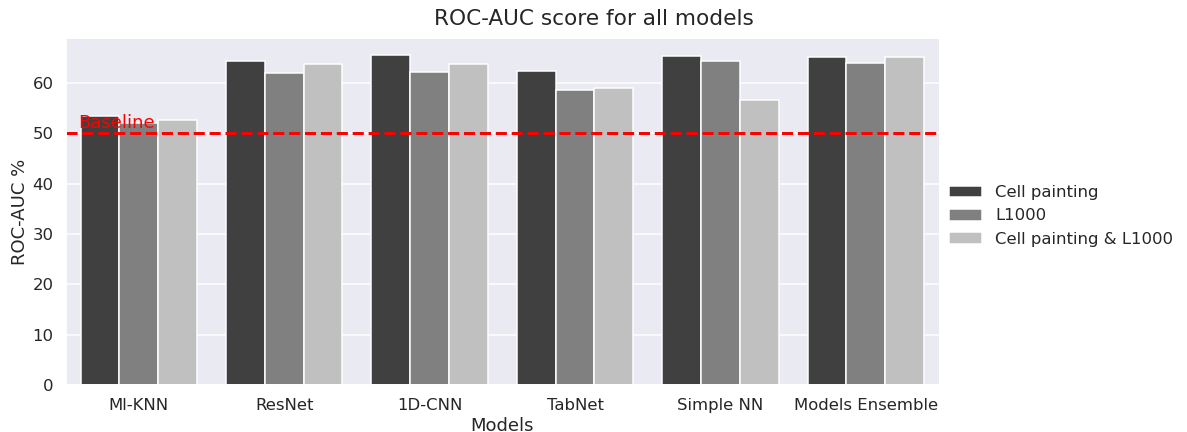 ROC-AUC score for all models
ROC-AUC %
60
50
40
30
20
10
0
Baseline
MI-KNN
ResNet
1D-CNN
TabNet
Simple NN
Models Ensemble
Models
Cell painting
L1000
Cell painting & L1000